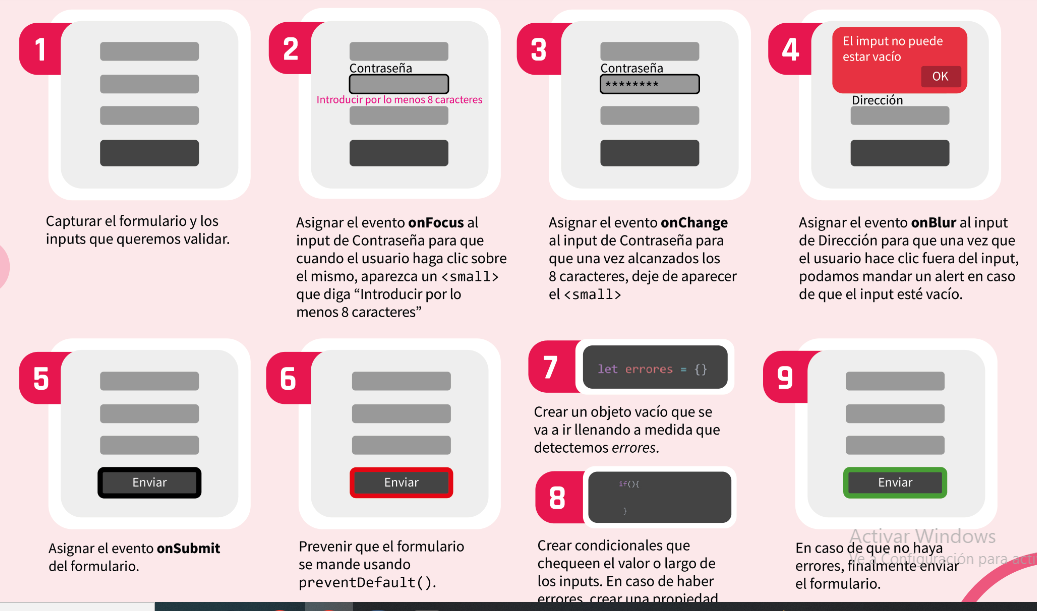 1
Capturar el formulario y los
inputs que queremos validar.
2
Contraseña
Introducir por lo menos 8 caracteres
Asignar el evento onFocus al
input de Contraseña para que
cuando el usuario haga clic sobre
el mismo, aparezca un <small>
que diga “Introducir por lo
menos 8 caracteres”
3
Contraseña
********
Asignar el evento onChange
al input de Contraseña para
que una vez alcanzados los
8 caracteres, deje de aparecer
el <small>
4
El imput no puede
estar vacío
OK
Dirección
Asignar el evento onBlur al input
de Dirección para que una vez que
el usuario hace clic fuera del input,
podamos mandar un alert en caso
de que el input esté vacío.
5
Enviar
Asignar el evento onSubmit
del formulario.
6
Enviar
Prevenir que el formulario
se mande usando
preventDefault().
7
let errores = {}
Crear un objeto vacío que se
va a ir llenando a medida que
detectemos errores.
8
If(){
}
Crear condicionales que
chequeen el valor o largo de
los inputs. En caso de haber
errores, crear una propiedad
9
Enviar
En caso de que no haya
errores, finalmente enviar
el formulario.
Activar Windows
Ve a Configuración para acti